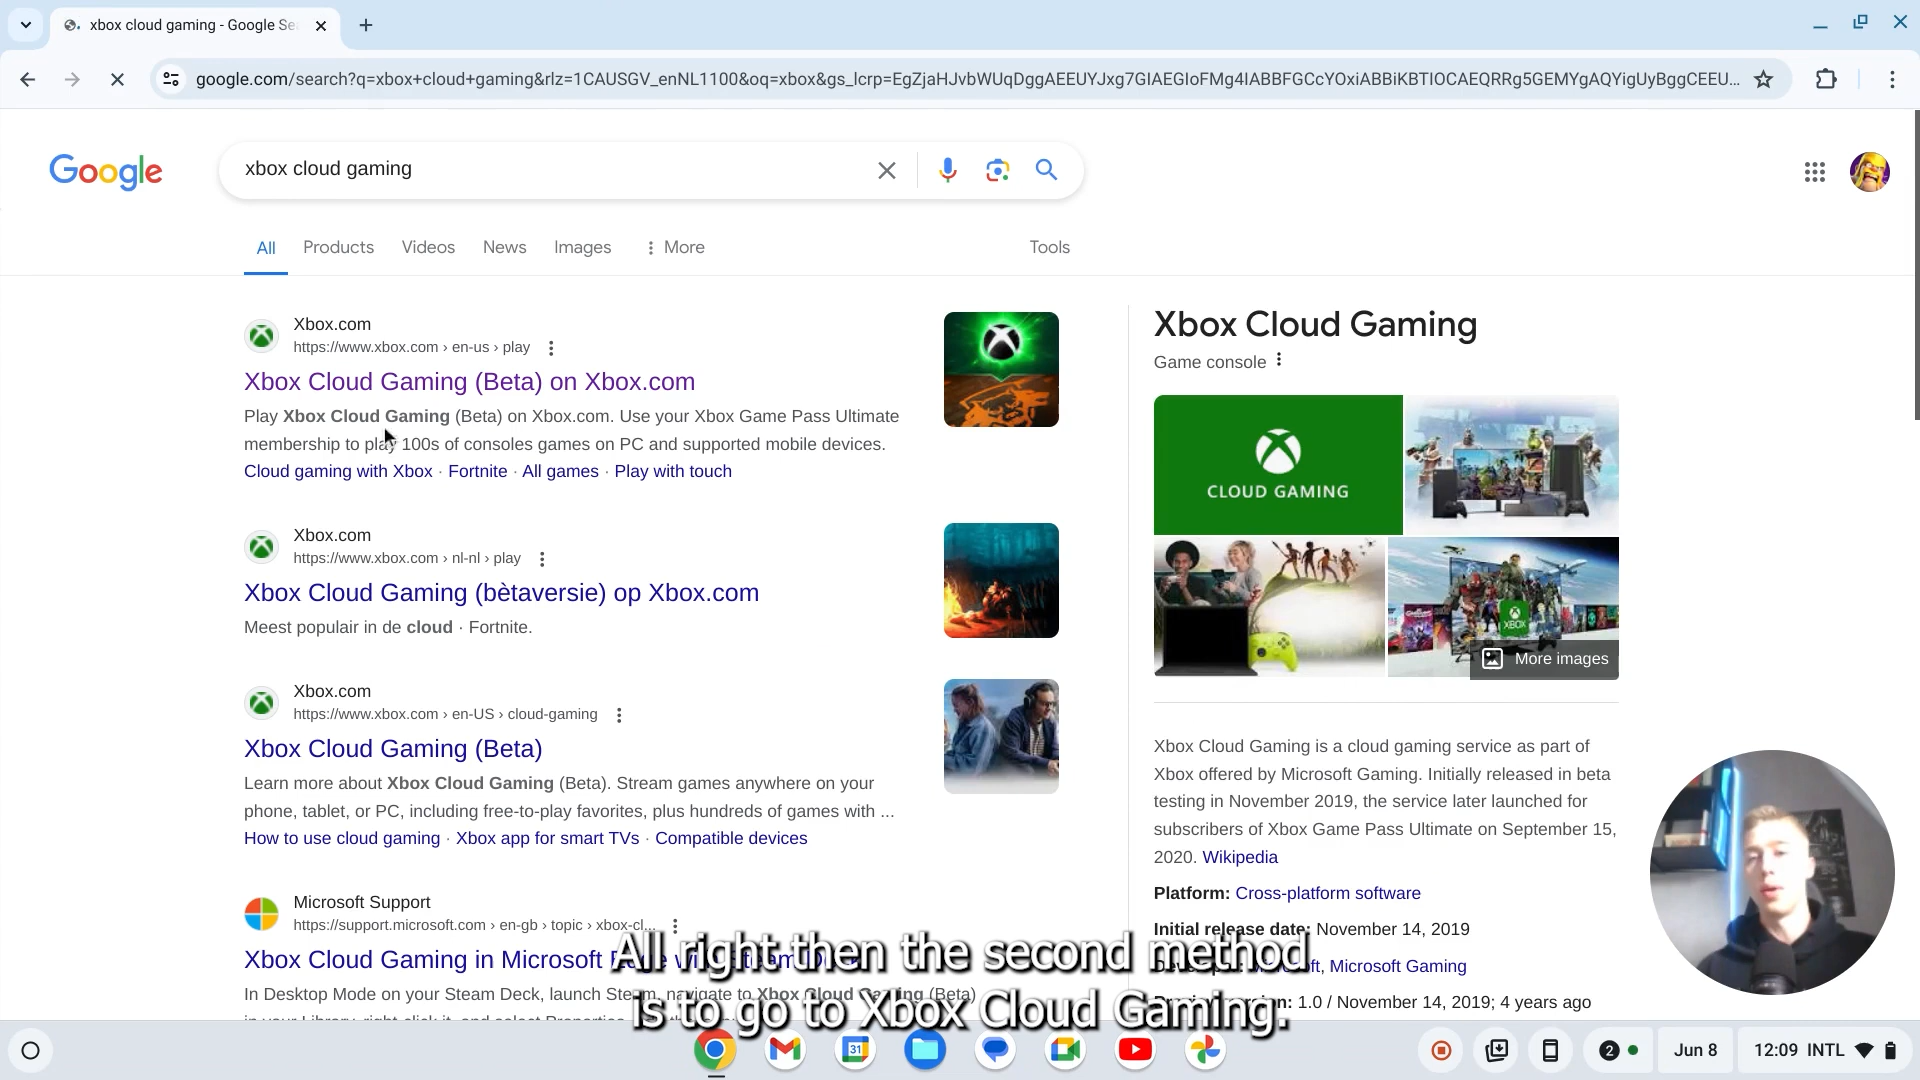 xbox cloud gaming - Google Se
google.com/search?q=xbox+cloud+gaming&rlz=1CAUSGV_enNL1100&oq=xbox&gs_lcrp=EgZjaHJvbWUqDggAEEUYJxg7GIAEGIoFMg4IABBFGCcYOxiABBiKBTIOCAEQRRg5GEMYgAQYigUyBggCEEU...
Google
xbox cloud gaming
All
Products
Videos
News
Images
More
Tools
Xbox.com
https://www.xbox.com › en-us › play
Xbox Cloud Gaming (Beta) on Xbox.com
Play Xbox Cloud Gaming (Beta) on Xbox.com. Use your Xbox Game Pass Ultimate
membership to play 100s of consoles games on PC and supported mobile devices.
Cloud gaming with Xbox · Fortnite · All games · Play with touch
Xbox.com
https://www.xbox.com › nl-nl › play
Xbox Cloud Gaming (bètaversie) op Xbox.com
Meest populair in de cloud · Fortnite.
Xbox.com
https://www.xbox.com › en-US › cloud-gaming
Xbox Cloud Gaming (Beta)
Learn more about Xbox Cloud Gaming (Beta). Stream games anywhere on your
phone, tablet, or PC, including free-to-play favorites, plus hundreds of games with ...
How to use cloud gaming · Xbox app for smart TVs · Compatible devices
Microsoft Support
https://support.microsoft.com › en-gb › topic › xbox-cl...
Xbox Cloud Gaming in Microsoft Edge with
In Desktop Mode on your Steam Deck, launch Steam, navigate to Xbox Cloud Gaming (Beta)
Xbox Cloud Gaming
Game console
CLOUD GAMING
XBOX
More images
Xbox Cloud Gaming is a cloud gaming service as part of
Xbox offered by Microsoft Gaming. Initially released in beta
testing in November 2019, the service later launched for
subscribers of Xbox Game Pass Ultimate on September 15,
2020. Wikipedia
Platform: Cross-platform software
Initial release date: November 14, 2019
Microsoft, Microsoft Gaming
1.0 / November 14, 2019; 4 years ago
All right then the second method
is to go to Xbox Cloud Gaming.
31
2
Jun 8
12:09 INTL